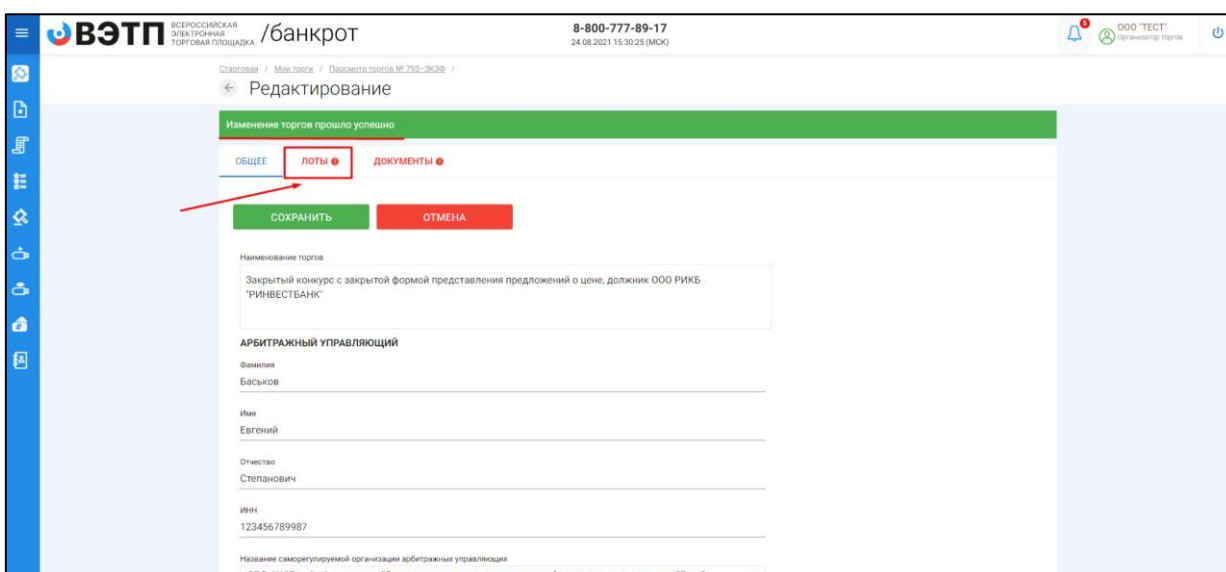 ВЭТП
ВСЕРОССИЙСКАЯ
ЭЛЕКТРОННАЯ
ТОРГОВАЯ ПЛОЩАДКА
/банкрот
8-800-777-89-17
24.08.2021 15:30:25 (МСК)
5
ООО "ТЕСТ"
Организатор торгов
Стартовая / Мои торги / Просмотр торгов № 793-ЭКЗФ /
Редактирование
Изменение торгов прошло успешно
ОБЩЕЕ ЛОТЫ ДОКУМЕНТЫ
СОХРАНИТЬ ОТМЕНА
Наименование торгов
Закрытый конкурс с закрытой формой представления предложений о цене, должник ООО РИКБ
"РИНВЕСТБАНК"
АРБИТРАЖНЫЙ УПРАВЛЯЮЩИЙ
Фамилия
Баськов
Имя
Евгений
Отчество
Степанович
ИНН
123456789987
Название саморегулируемой организации арбитражных управляющих